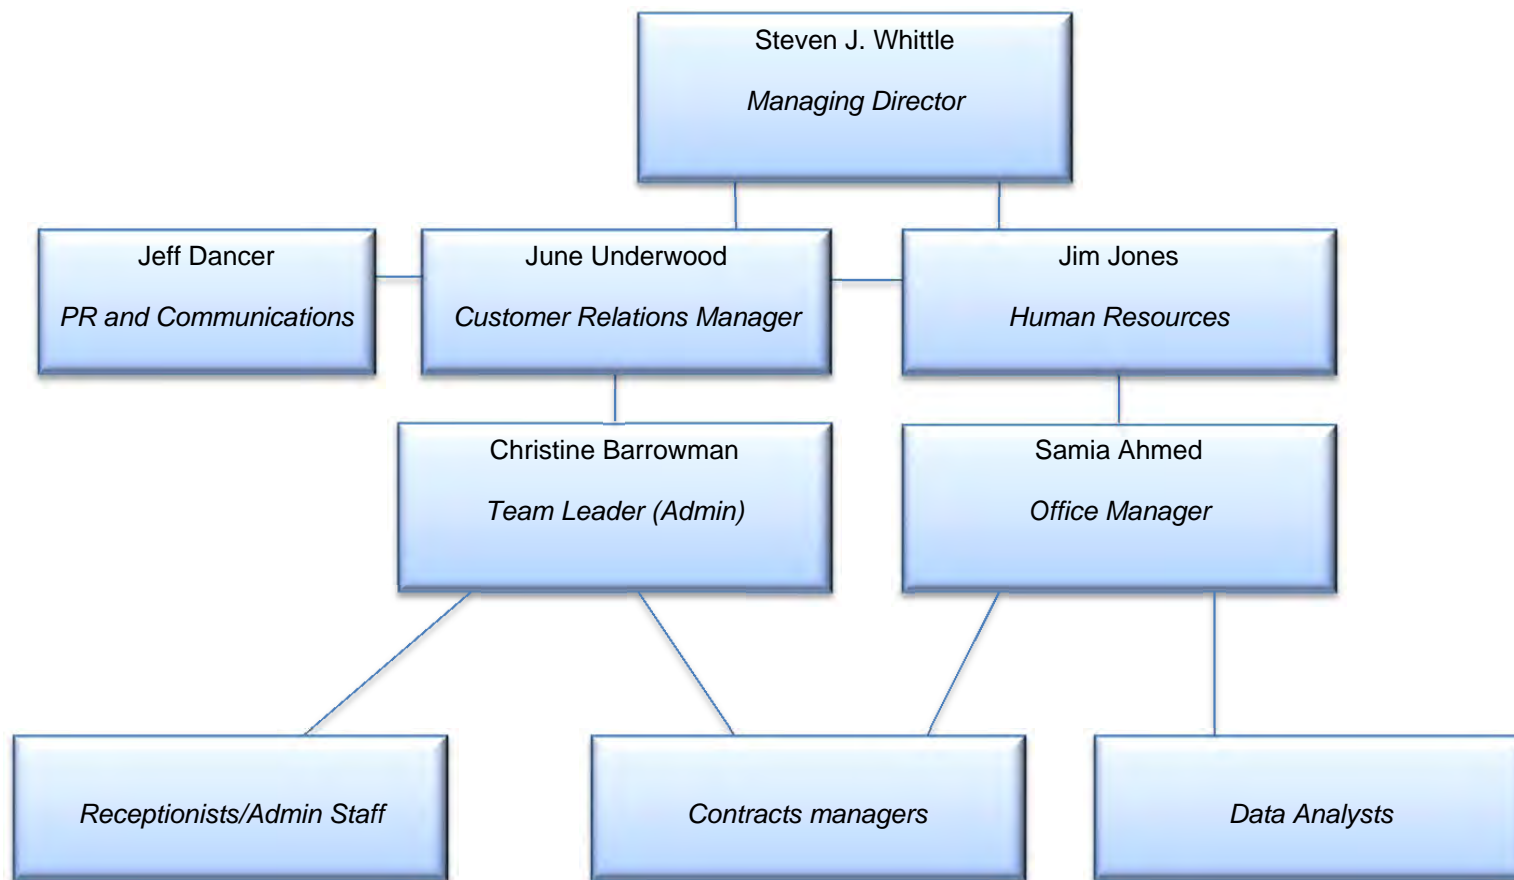 Steven J. Whittle
Managing Director
Jeff Dancer
PR and Communications
June Underwood
Customer Relations Manager
Jim Jones
Human Resources
Christine Barrowman
Team Leader (Admin)
Samia Ahmed
Office Manager
Receptionists/Admin Staff
Contracts managers
Data Analysts